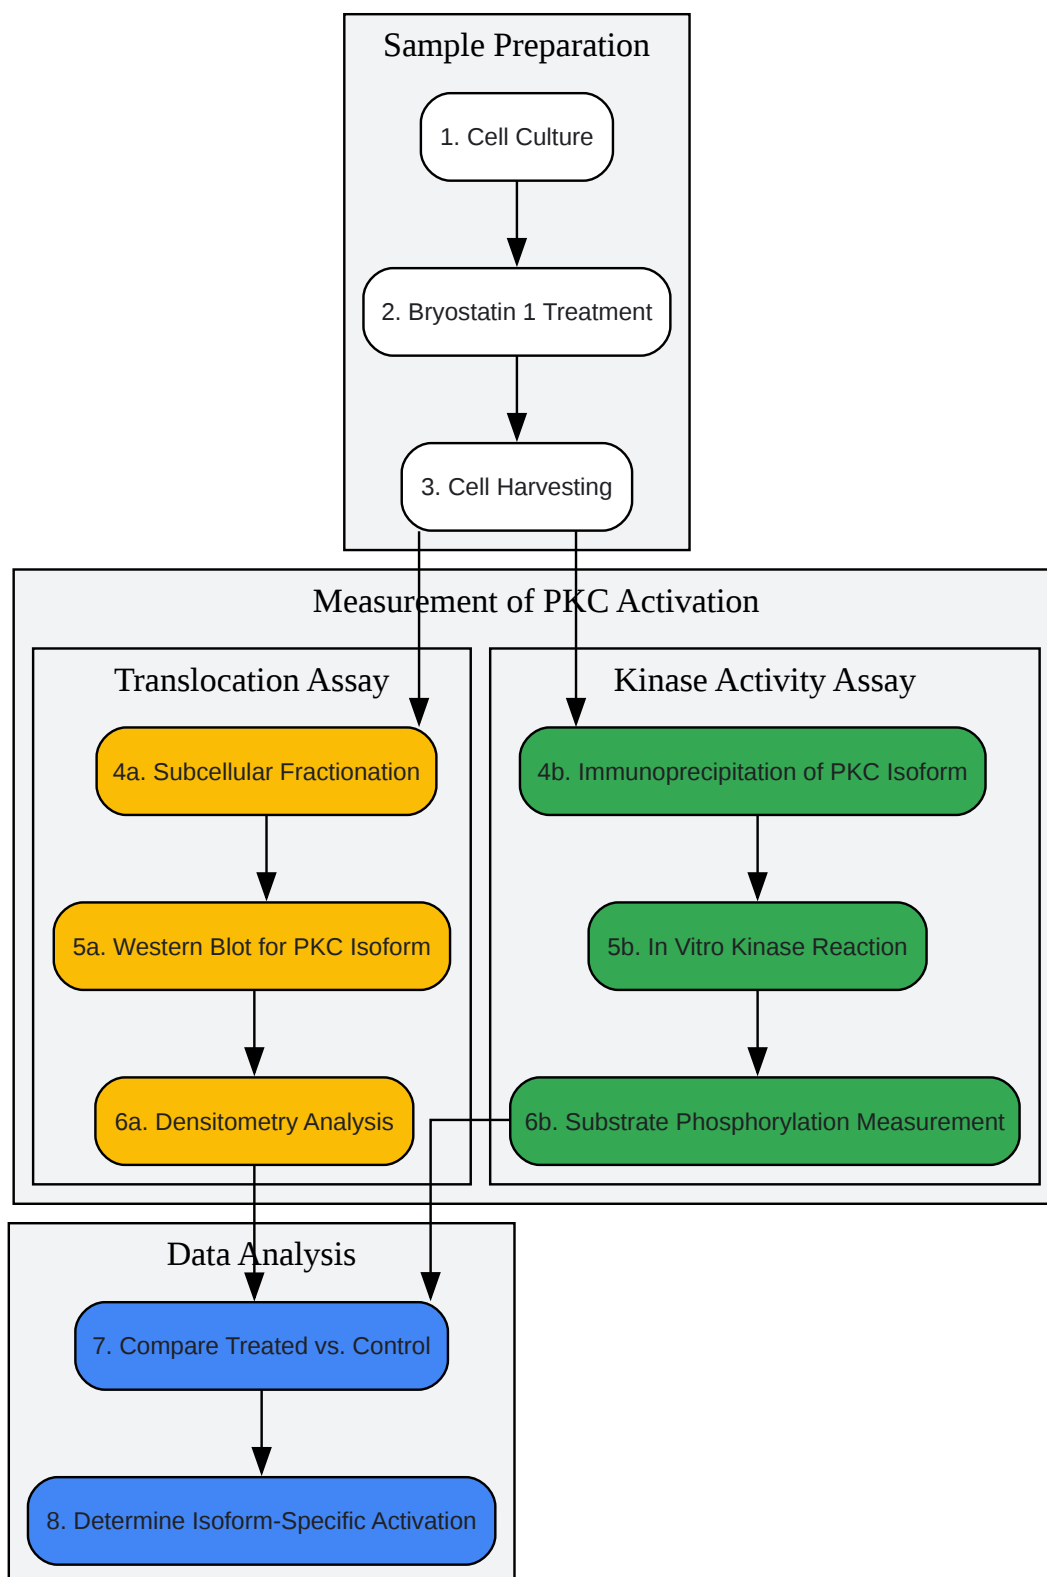 Sample Preparation
1. Cell Culture
2. Bryostatin 1 Treatment
3. Cell Harvesting
Measurement of PKC Activation
Translocation Assay
4a. Subcellular Fractionation
5a. Western Blot for PKC Isoform
6a. Densitometry Analysis
Kinase Activity Assay
4b. Immunoprecipitation of PKC Isoform
5b. In Vitro Kinase Reaction
6b. Substrate Phosphorylation Measurement
Data Analysis
7. Compare Treated vs. Control
8. Determine Isoform-Specific Activation